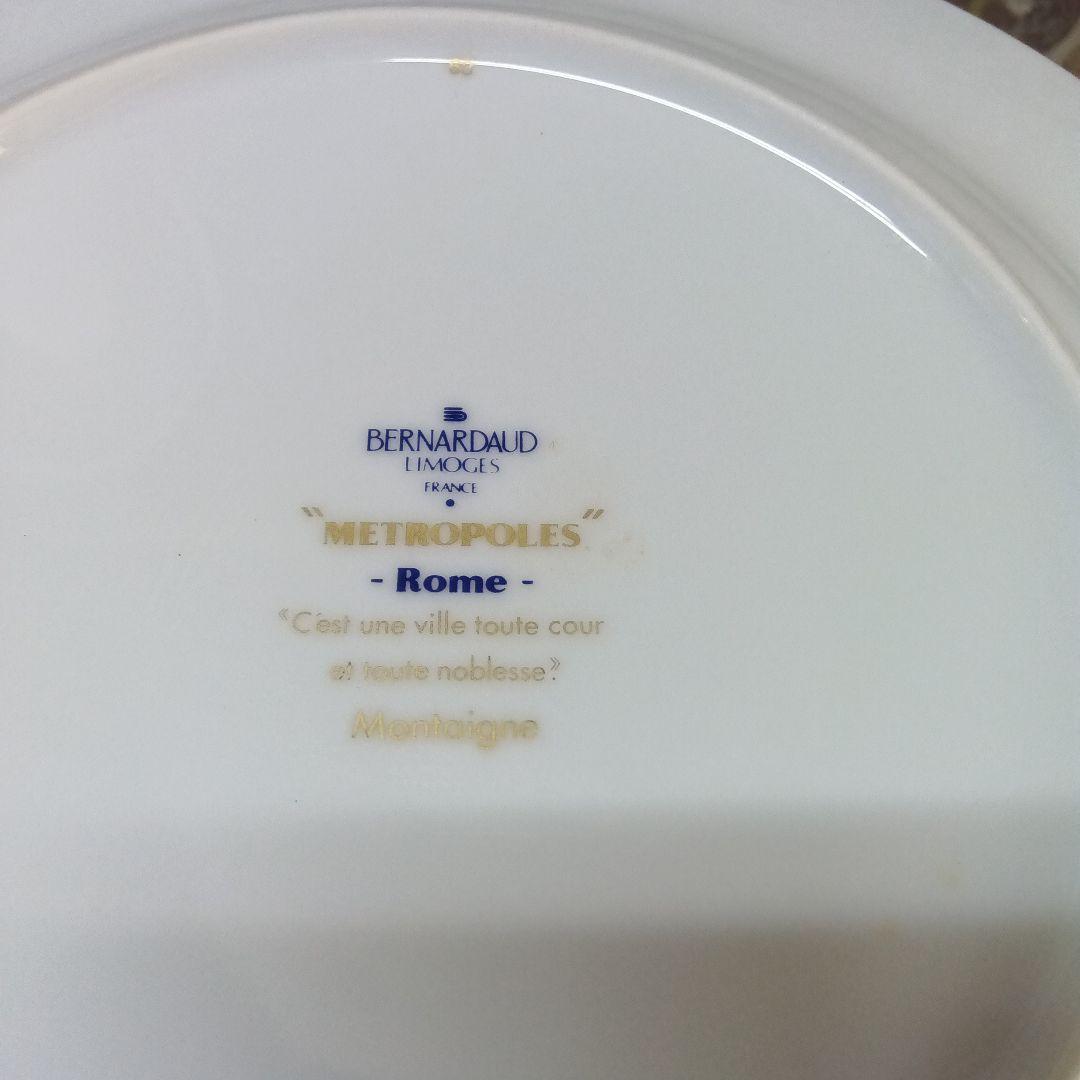 BERNARDAUD
LIMOGES
FRANCE
"METROPOLES"
- Rome -
«C'est une ville toute cour
et toute noblesse.»
Montaigne